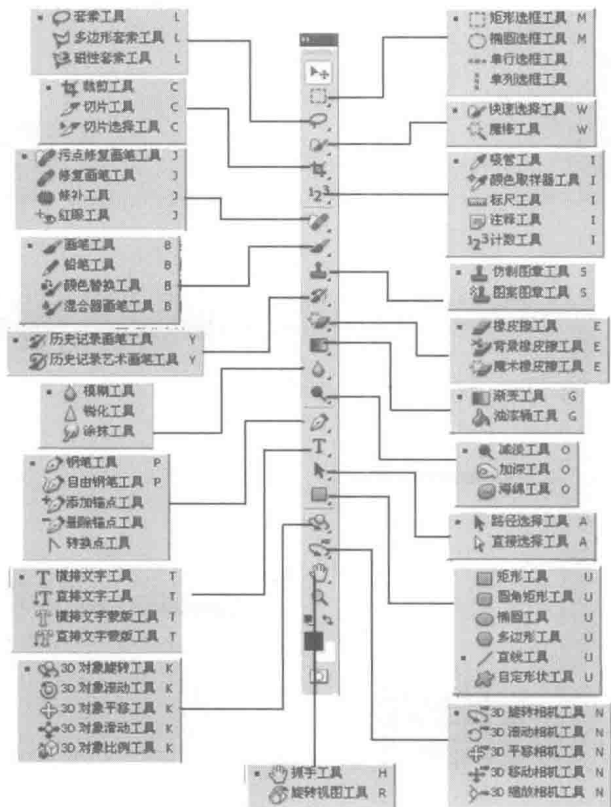 套索工具 L
多边形套索工具 L
磁性套索工具 L
裁剪工具 C
切片工具 C
切片选择工具 C
污点修复画笔工具 J
修复画笔工具 J
修补工具 J
红眼工具 J
画笔工具 B
铅笔工具 B
颜色替换工具 B
混合器画笔工具 B
历史记录画笔工具 Y
历史记录艺术画笔工具 Y
模糊工具
锐化工具
涂抹工具
钢笔工具 P
自由钢笔工具 P
添加锚点工具
删除锚点工具
转换点工具
T 横排文字工具 T
T 直排文字工具 T
横排文字蒙版工具 T
直排文字蒙版工具 T
3D 对象旋转工具 K
3D 对象滚动工具 K
3D 对象平移工具 K
3D 对象滑动工具 K
3D 对象比例工具 K
123
T
矩形选框工具 M
椭圆选框工具 M
单行选框工具
单列选框工具
快速选择工具 W
魔棒工具 W
吸管工具 I
颜色取样器工具 I
标尺工具 I
注释工具 I
123 计数工具 I
仿制图章工具 S
图案图章工具 S
橡皮擦工具 E
背景橡皮擦工具 E
魔术橡皮擦工具 E
渐变工具 G
油漆桶工具 G
减淡工具 O
加深工具 O
海绵工具 O
路径选择工具 A
直接选择工具 A
矩形工具 U
圆角矩形工具 U
椭圆工具 U
多边形工具 U
直线工具 U
自定形状工具 U
3D 旋转相机工具 N
3D 滚动相机工具 N
3D 平移相机工具 N
3D 移动相机工具 N
3D 缩放相机工具 N
抓手工具 H
旋转视图工具 R